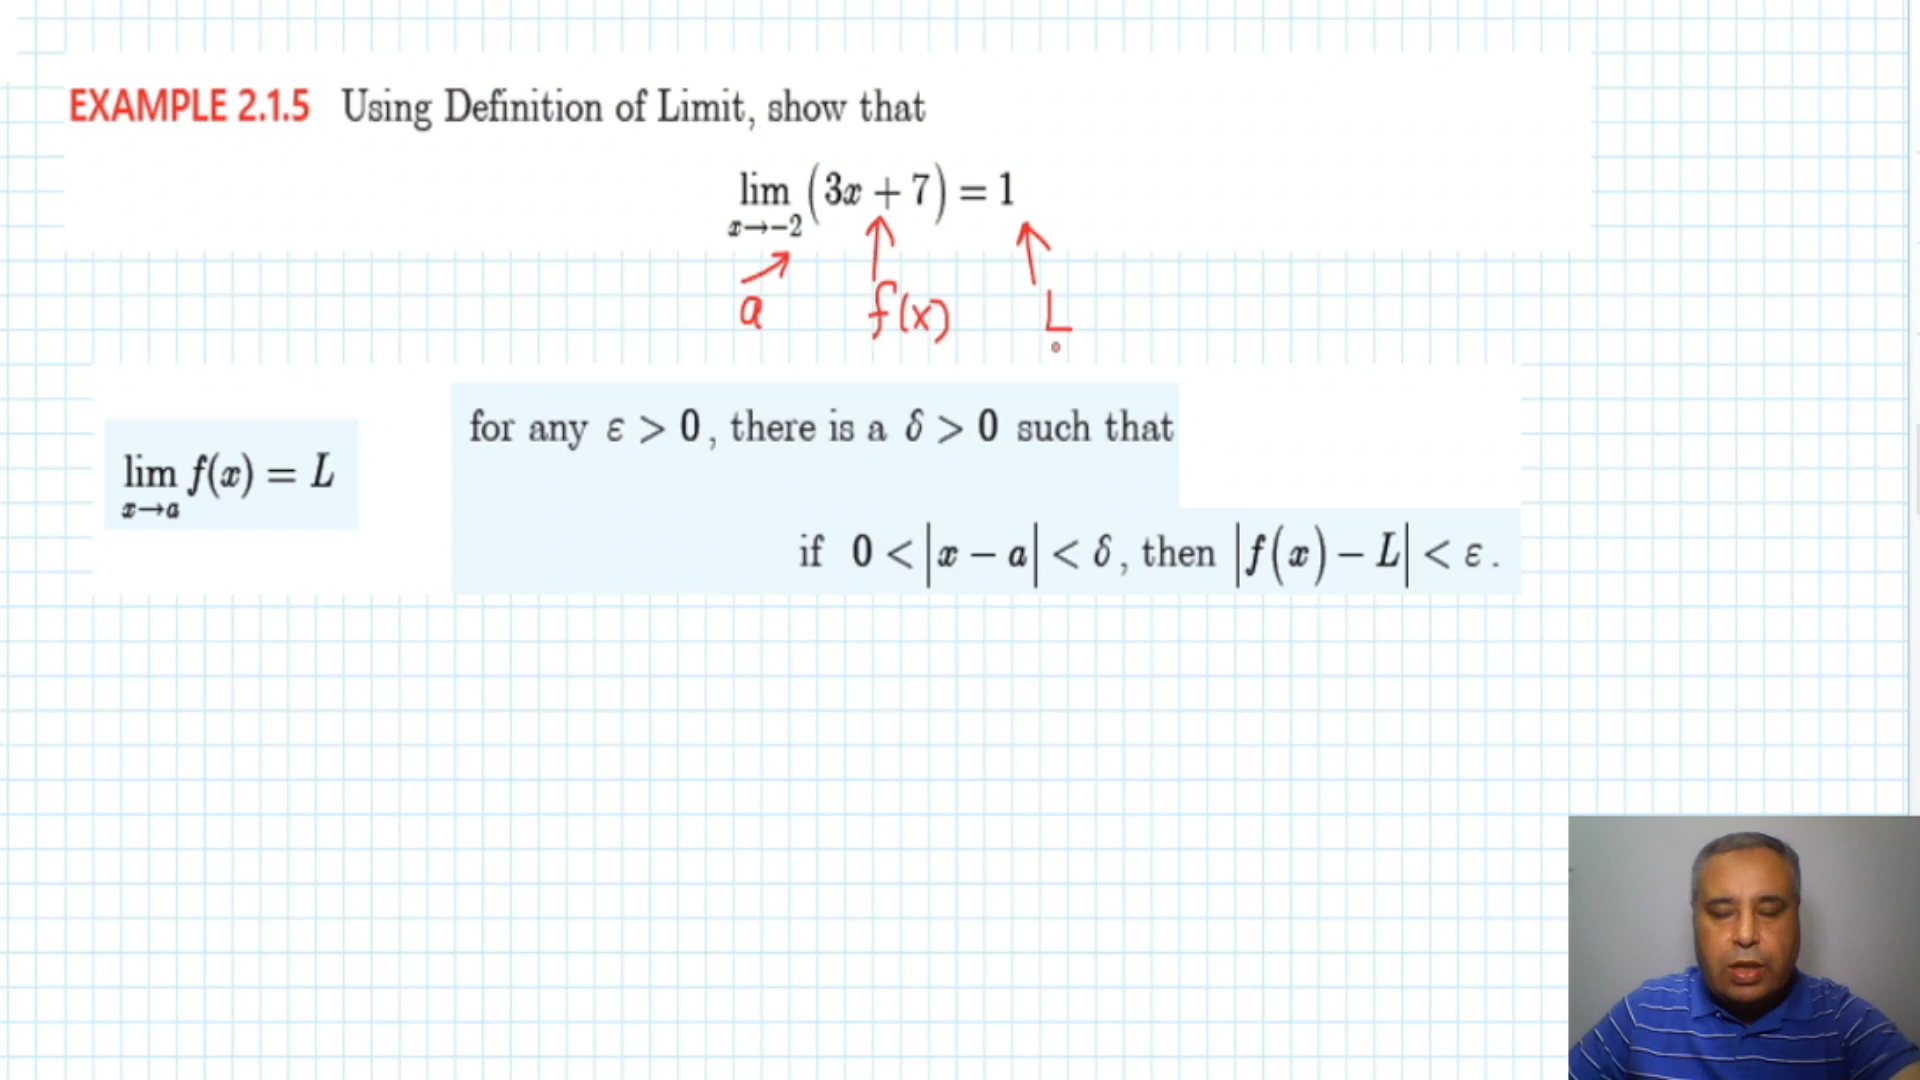 EXAMPLE 2.1.5 Using Definition of Limit, show that
lim x→−2 (3x + 7) = 1
a f(x) L
for any ε > 0, there is a δ > 0 such that
lim x→a f(x) = L
if 0 < |x − a| < δ, then |f(x) − L| < ε.